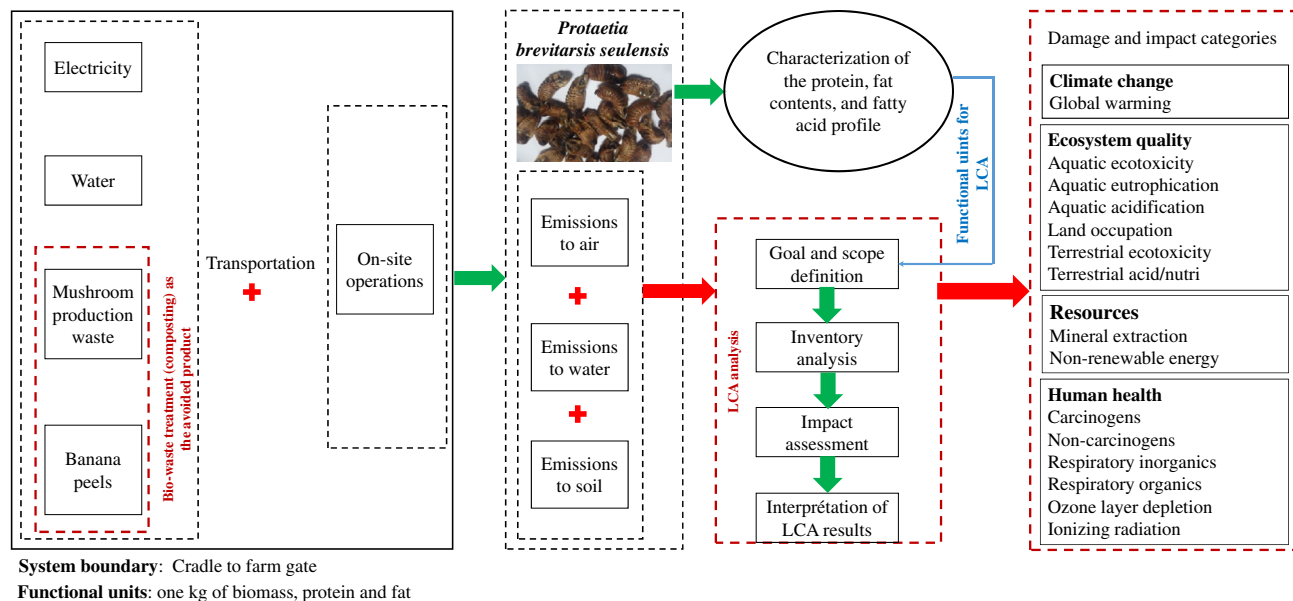 Electricity
Water
Mushroom
production
waste
Banana
peels
Bio-waste treatment (composting) as
the avoided product
Transportation
On-site
operations
Protaetia
brevitarsis seulensis
Emissions
to air
Emissions
to water
Emissions
to soil
Characterization of
the protein, fat
contents, and fatty
acid profile
Functional uints for
LCA
LCA analysis
Goal and scope
definition
Inventory
analysis
Impact
assessment
Interprétation of
LCA results
Damage and impact categories
Climate change
Global warming
Ecosystem quality
Aquatic ecotoxicity
Aquatic eutrophication
Aquatic acidification
Land occupation
Terrestrial ecotoxicity
Terrestrial acid/nutri
Resources
Mineral extraction
Non-renewable energy
Human health
Carcinogens
Non-carcinogens
Respiratory inorganics
Respiratory organics
Ozone layer depletion
Ionizing radiation
System boundary: Cradle to farm gate
Functional units: one kg of biomass, protein and fat